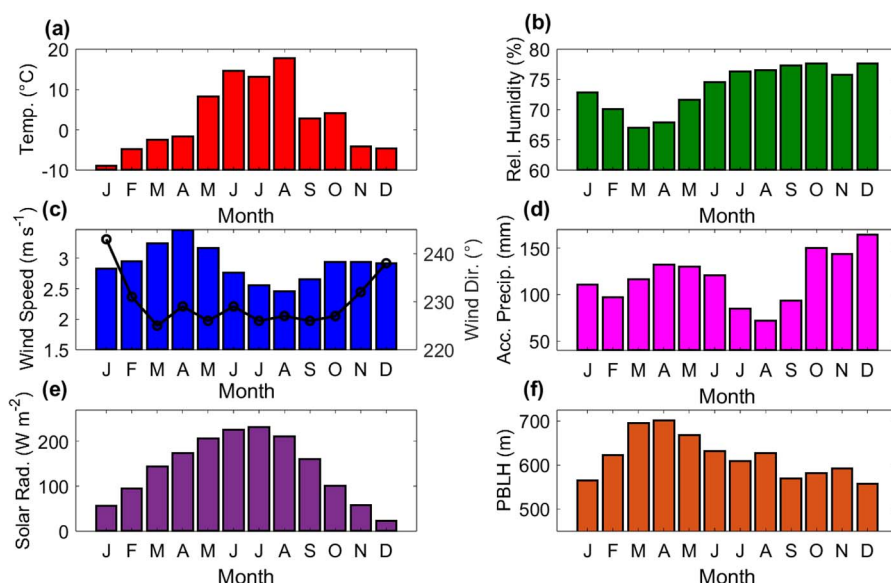 (a)
Temp. (°C)
20
10
0
-10
J F M A M J J A S O N D
Month
(b)
Rel. Humidity (%)
80
75
70
65
60
J F M A M J J A S O N D
Month
(c)
Wind Speed (m s⁻¹)
3
2.5
2
1.5
240
230
220
Wind Dir. (°)
J F M A M J J A S O N D
Month
(d)
Acc. Precip. (mm)
150
100
50
J F M A M J J A S O N D
Month
(e)
Solar Rad. (W m⁻²)
200
100
0
J F M A M J J A S O N D
Month
(f)
PBLH (m)
700
600
500
J F M A M J J A S O N D
Month